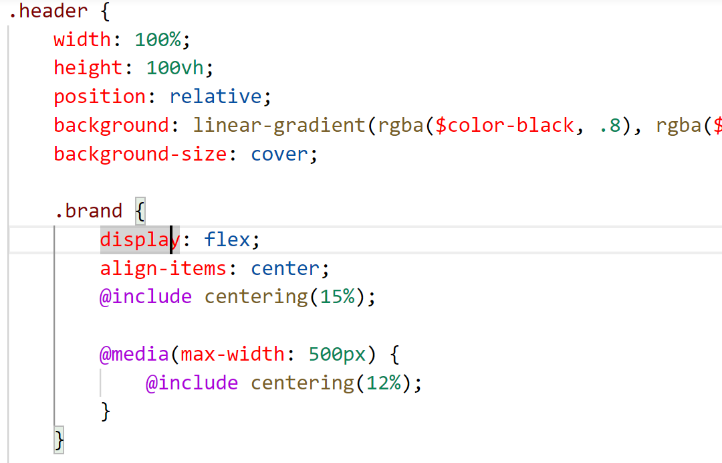 .header {
    width: 100%;
    height: 100vh;
    position: relative;
    background: linear-gradient(rgba($color-black, .8), rgba($
    background-size: cover;

    .brand {
        display: flex;
        align-items: center;
        @include centering(15%);

        @media(max-width: 500px) {
            @include centering(12%);
        }
    }